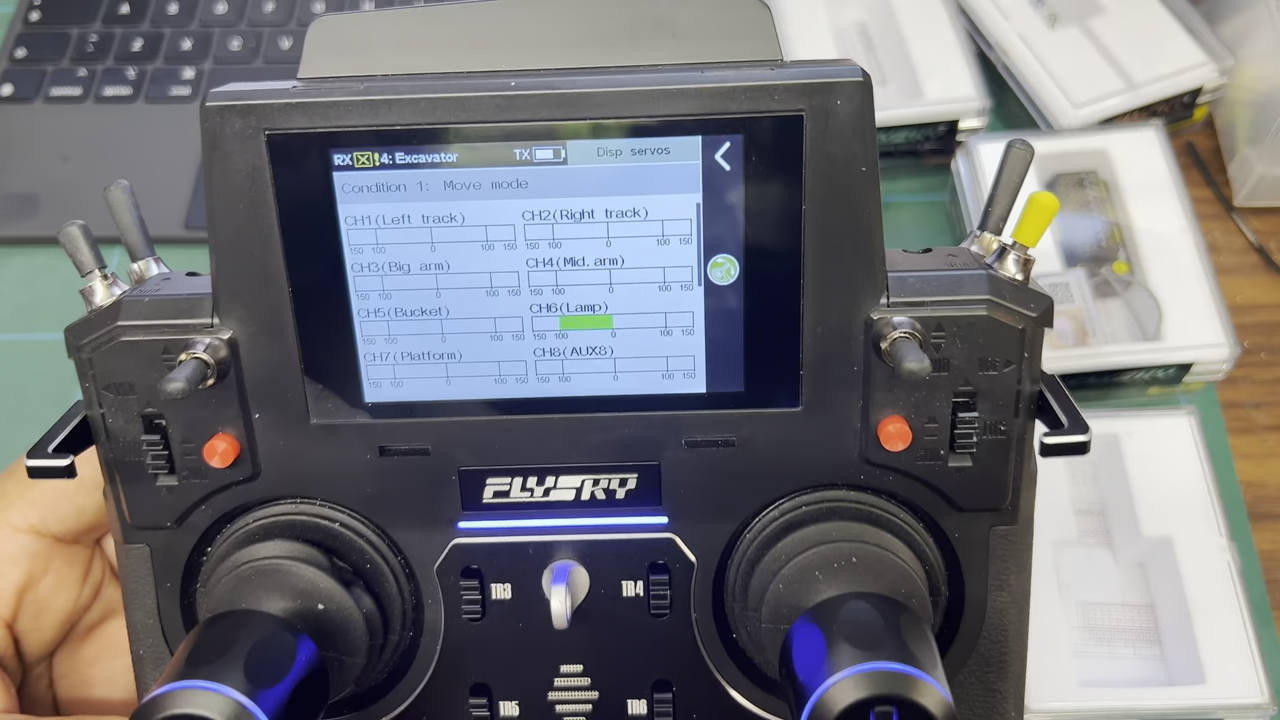 RX 4: Excavator TX Disp servos
Condition 1: Move mode
CH1(Left track) CH2(Right track)
150 100 0 100 150 150 100 0 100 150
CH3(Big arm) CH4(Mid. arm)
150 100 0 100 150 150 100 0 100 150
CH5(Bucket) CH6(Lamp)
150 100 0 100 150 150 100 0 100 150
CH7(Platform) CH8(AUX8)
150 100 0 100 150 150 100 0 100 150
FLYSKY
TR3 TR4
TR5 TR6